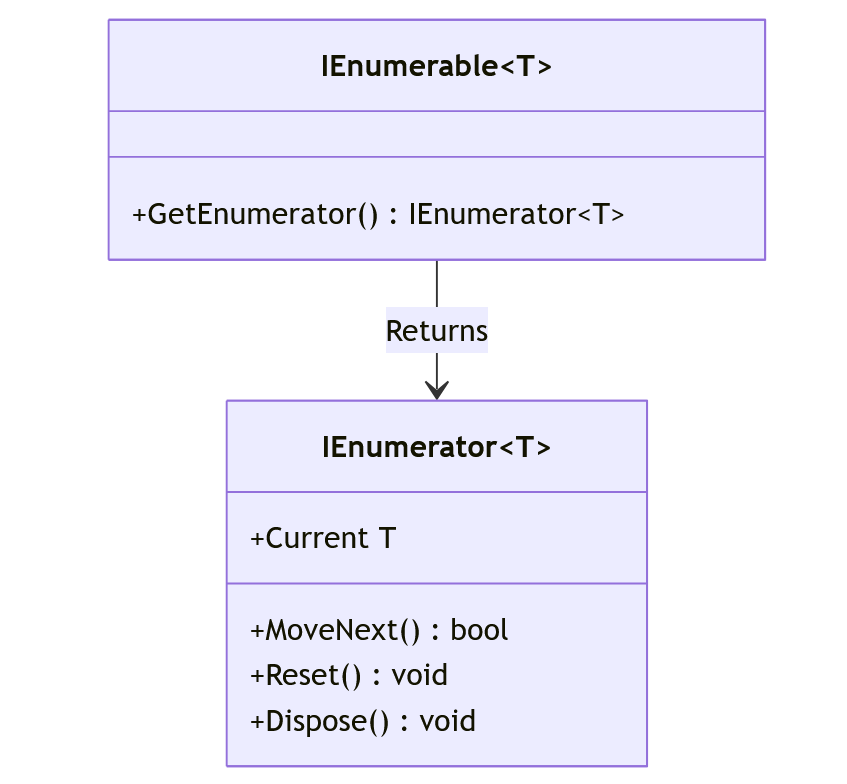 IEnumerable<T>
+GetEnumerator() : IEnumerator<T>
Returns
IEnumerator<T>
+Current T
+MoveNext() : bool
+Reset() : void
+Dispose() : void